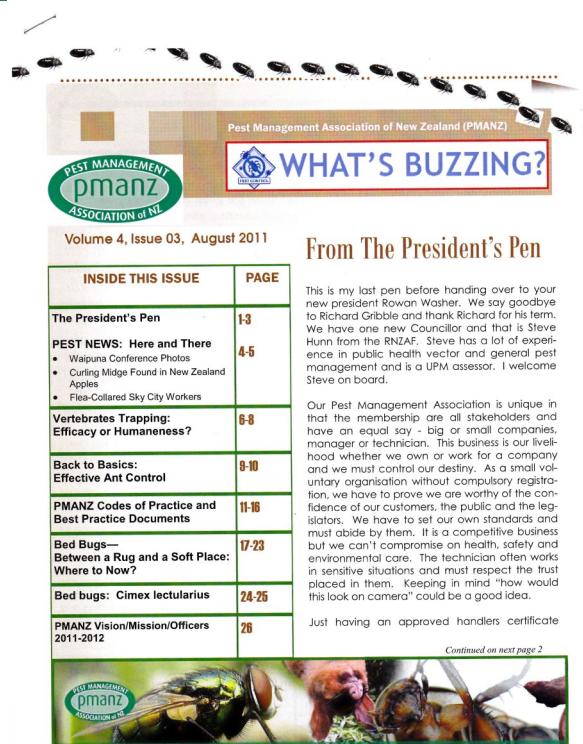 Pest Management Association of New Zealand (PMANZ)
PEST MANAGEMENT
pmanz
ASSOCIATION of NZ
PEST CONTROL
WHAT'S BUZZING?
Volume 4, Issue 03, August 2011
INSIDE THIS ISSUE PAGE
The President's Pen 1-3
PEST NEWS: Here and There 4-5
• Waipuna Conference Photos
• Curling Midge Found in New Zealand
Apples
• Flea-Collared Sky City Workers
Vertebrates Trapping: 6-8
Efficacy or Humaneness?
Back to Basics: 9-10
Effective Ant Control
PMANZ Codes of Practice and 11-16
Best Practice Documents
Bed Bugs— 17-23
Between a Rug and a Soft Place:
Where to Now?
Bed bugs: Cimex lectularius 24-25
PMANZ Vision/Mission/Officers 26
2011-2012
From The President's Pen
This is my last pen before handing over to your
new president Rowan Washer. We say goodbye
to Richard Gribble and thank Richard for his term.
We have one new Councillor and that is Steve
Hunn from the RNZAF. Steve has a lot of experi-
ence in public health vector and general pest
management and is a UPM assessor. I welcome
Steve on board.
Our Pest Management Association is unique in
that the membership are all stakeholders and
have an equal say - big or small companies,
manager or technician. This business is our liveli-
hood whether we own or work for a company
and we must control our destiny. As a small vol-
untary organisation without compulsory registra-
tion, we have to prove we are worthy of the con-
fidence of our customers, the public and the leg-
islators. We have to set our own standards and
must abide by them. It is a competitive business
but we can't compromise on health, safety and
environmental care. The technician often works
in sensitive situations and must respect the trust
placed in them. Keeping in mind "how would
this look on camera" could be a good idea.
Just having an approved handlers certificate
Continued on next page 2
PEST MANAGEMENT
pmanz
ASSOCIATION of NZ